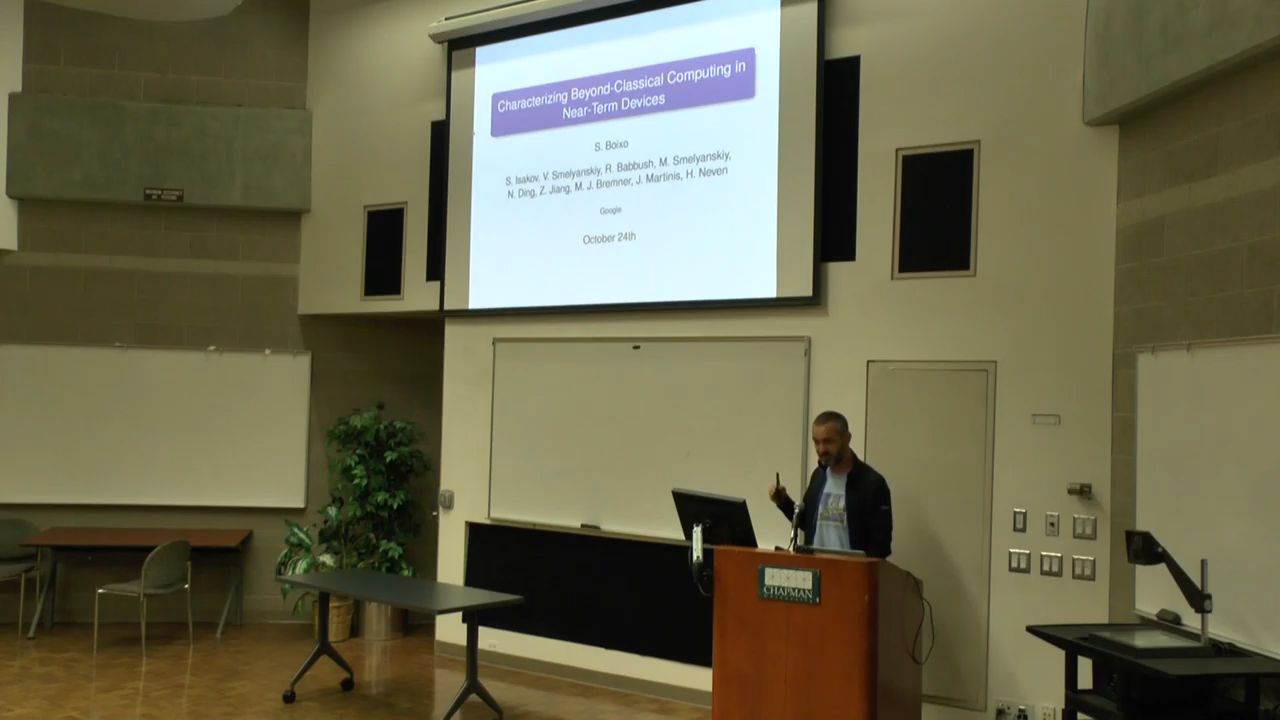 Characterizing Beyond-Classical Computing in
Near-Term Devices
S. Boixo
S. Isakov, V. Smelyanskiy, R. Babbush, M. Smelyanskiy,
N. Ding, Z. Jiang, M. J. Bremner, J. Martinis, H. Neven
Google
October 24th
CHAPMAN